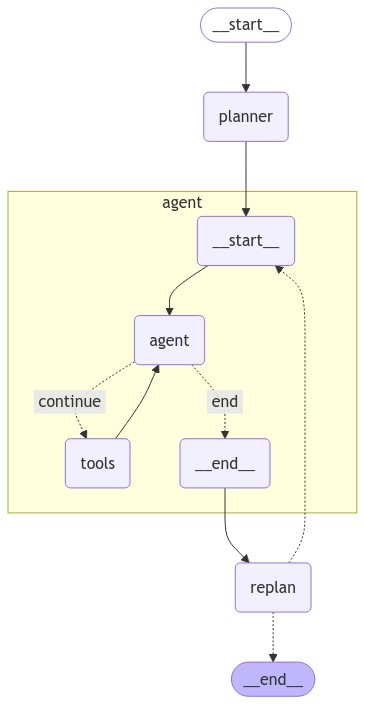 __start__
planner
agent
__start__
agent
continue
end
tools
__end__
replan
__end__